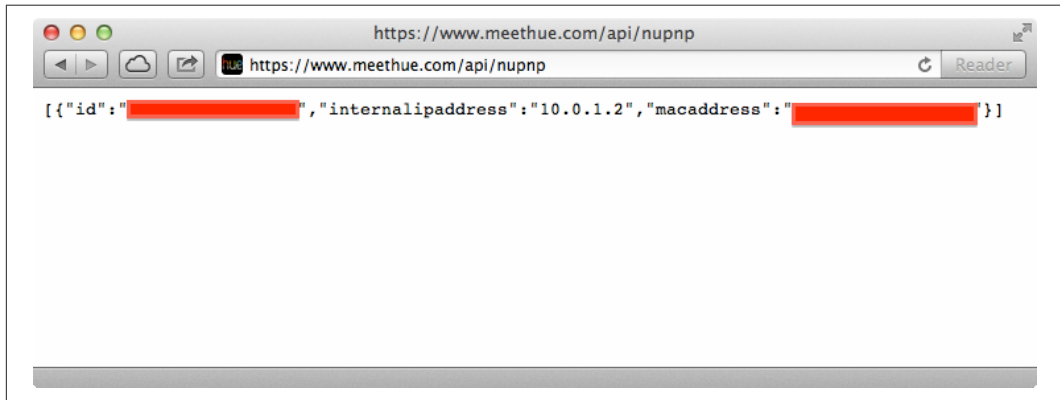 https://www.meethue.com/api/nupnp
hue https://www.meethue.com/api/nupnp Reader
[{"id":"","internalipaddress":"10.0.1.2","macaddress":""}]